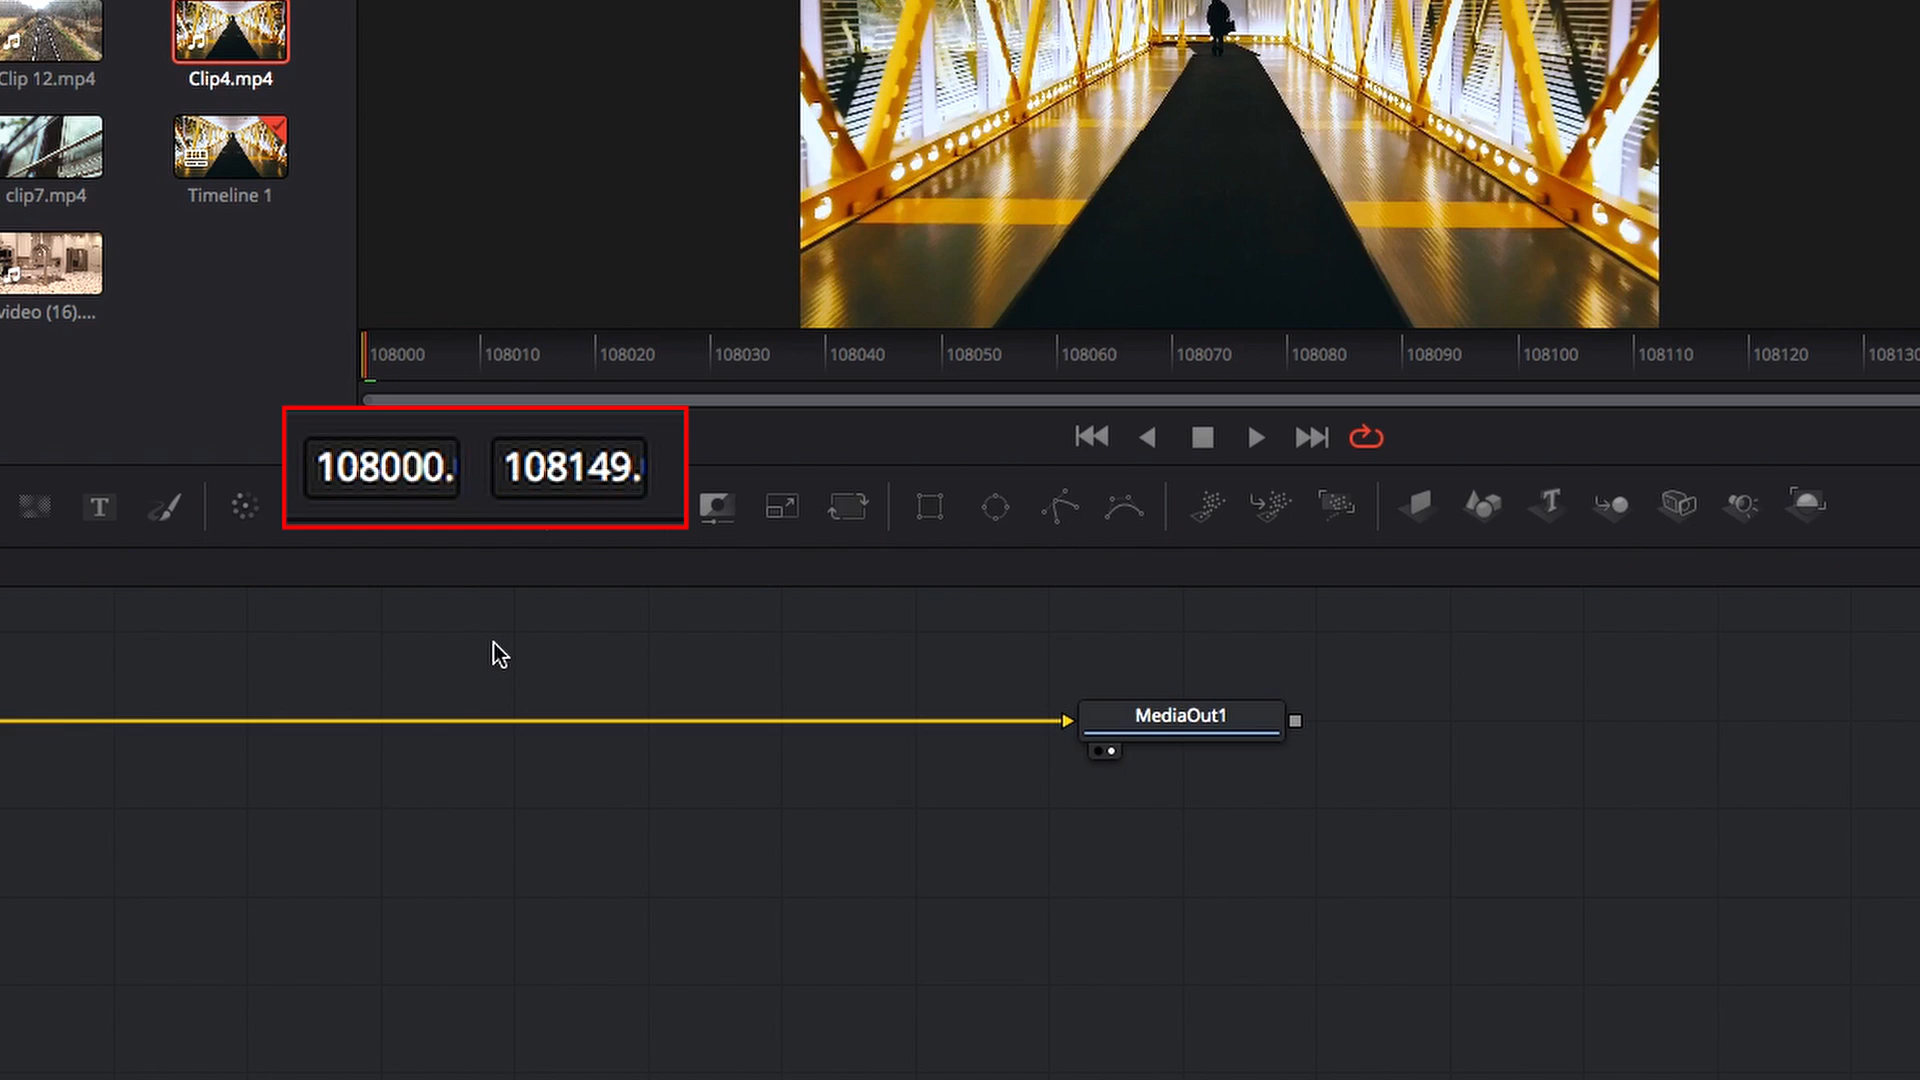 Clip 12.mp4
Clip4.mp4
clip7.mp4
Timeline 1
video (16)....
108000
108010
108020
108030
108040
108050
108060
108070
108080
108090
108100
108110
108120
108130
108000.
108149.
T
T
MediaOut1